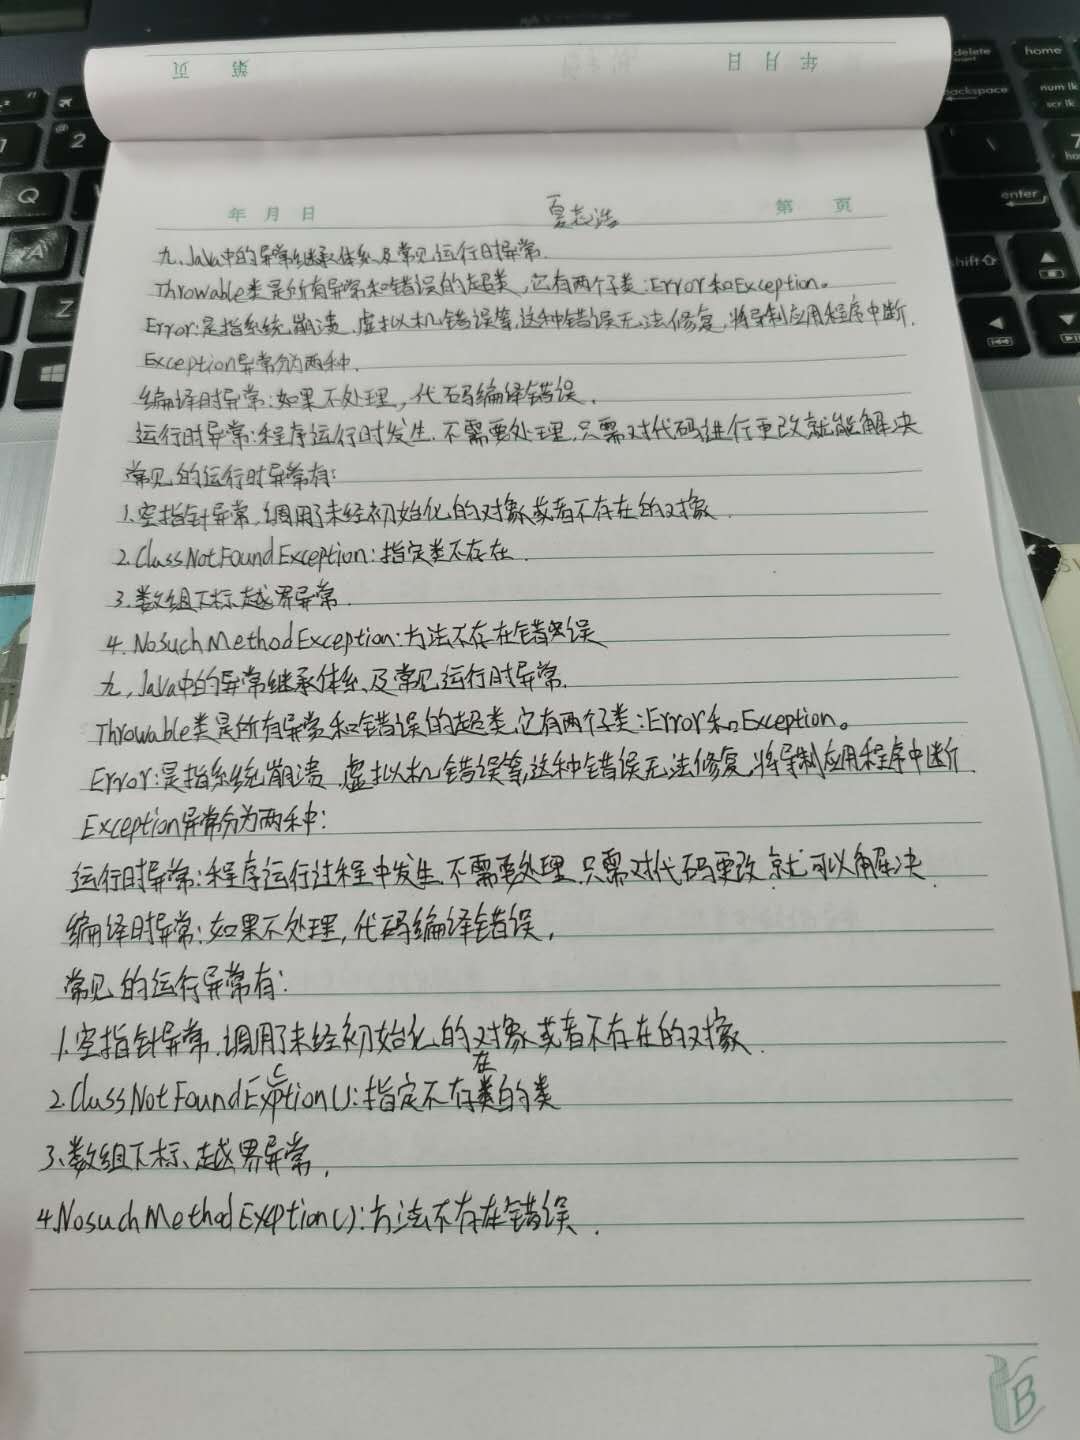 页 第 日 月 年
年 月 日 夏志浩 第 页
九、Java中的异常继承体系及常见运行时异常.
Throwable类是所有异常和错误的超类,它有两个子类:Error和Exception。
Error:是指系统崩溃,虚拟机错误等,这种错误无法修复,将导制应用程序中断.
Exception异常分为两种.
编译时异常:如果不处理,代码编译错误.
运行时异常:程序运行时发生.不需要处理,只需对代码进行更改就能解决
常见的运行时异常有:
1.空指针异常,调用了未经初始化的对象或者不存在的对象.
2.ClassNotFoundException:指定类不存在.
3.数组下标越界异常.
4.NosuchMethodException:方法不存在错误
九、Java中的异常继承体系及常见运行时异常.
Throwable类是所有异常和错误的超类,它有两个子类:Error和Exception。
Error:是指系统崩溃,虚拟机错误等,这种错误无法修复,将导制应用程序中断.
Exception异常分为两种:
运行时异常:程序运行过程中发生,不需要处理,只需对代码更改就可以解决.
编译时异常:如果不处理,代码编译错误,
常见的运行异常有:
1.空指针异常.调用了未经初始化的对象或者不存在的对象.
2.ClassNotFoundException():指定不存在类的类
3、数组下标、越界异常,
4.NosuchMethodExeption():方法不存在错误.
B
delete
home
backspace
num lk
scr lk
enter
shift
2
Q
A
Z
7